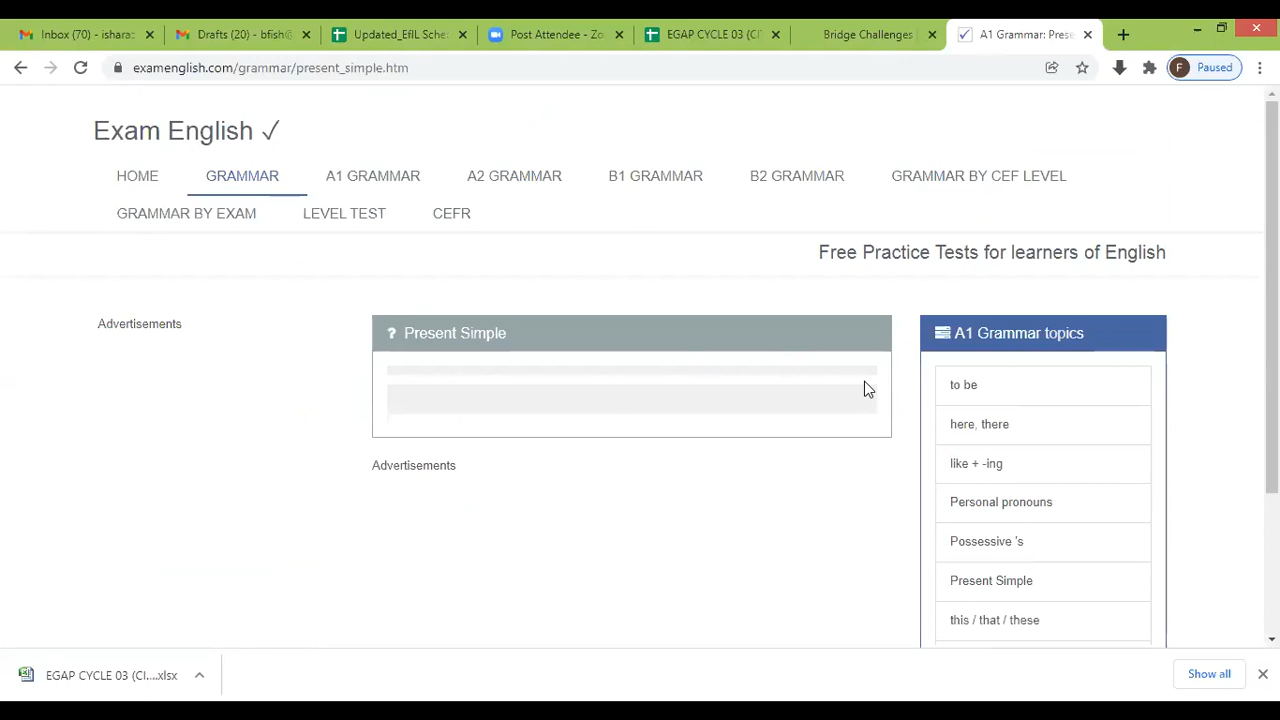 Inbox (70) - ishara:
Drafts (20) - bfish@
Updated_EfIL Sche:
Post Attendee - Zo
EGAP CYCLE 03 (CI
Bridge Challenges
A1 Grammar: Prese
examenglish.com/grammar/present_simple.htm
F
Paused
Exam English ✓
HOME
GRAMMAR
A1 GRAMMAR
A2 GRAMMAR
B1 GRAMMAR
B2 GRAMMAR
GRAMMAR BY CEF LEVEL
GRAMMAR BY EXAM
LEVEL TEST
CEFR
Free Practice Tests for learners of English
Advertisements
? Present Simple
A1 Grammar topics
to be
here, there
like + -ing
Personal pronouns
Possessive 's
Present Simple
this / that / these
Advertisements
EGAP CYCLE 03 (CI....xlsx
Show all